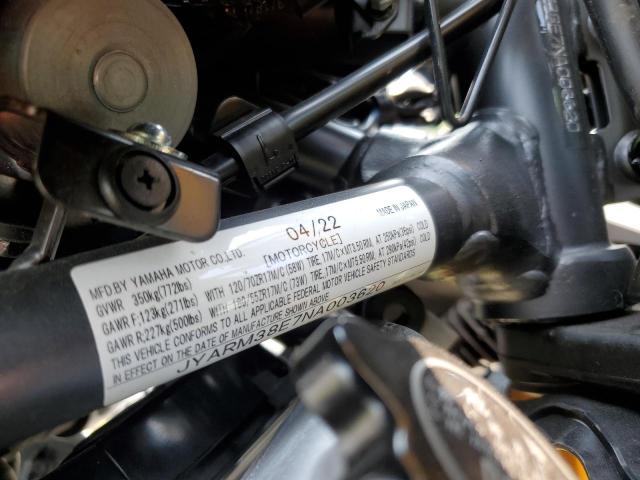 04/22
MADE IN JAPAN
MFD.BY YAMAHA MOTOR CO.LTD. [MOTORCYCLE]
GVWR 350kg(772lbs)
GAWR F:123kg(271lbs) WITH 120/70ZR17M/C (58W) TIRE, 17M/C×MT3.50 RIM, AT 250kPa(36psi) COLD
GAWR R:227kg(500lbs) WITH 180/55ZR17M/C (73W) TIRE, 17M/C×MT5.50 RIM, AT 290kPa(42psi) COLD
THIS VEHICLE CONFORMS TO ALL APPLICABLE FEDERAL MOTOR VEHICLE SAFETY STANDARDS
IN EFFECT ON THE DATE OF MANUFACTURE SHOWN ABOVE
JYARM38E7NA003620